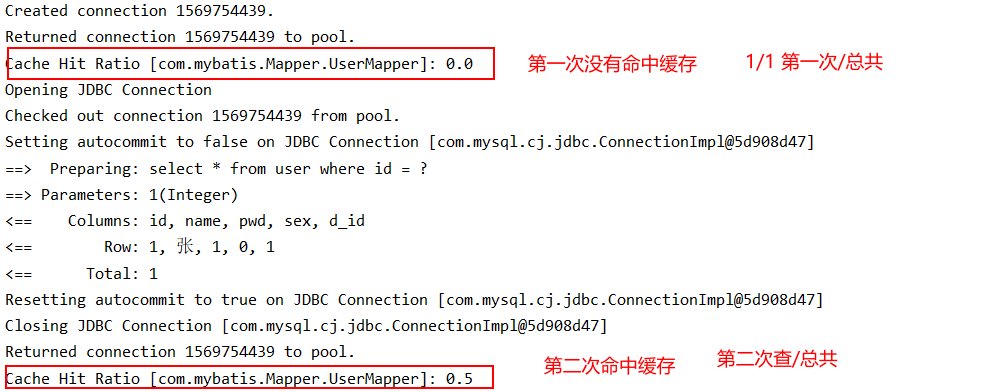 Created connection 1569754439.
Returned connection 1569754439 to pool.
Cache Hit Ratio [com.mybatis.Mapper.UserMapper]: 0.0 第一次没有命中缓存 1/1 第一次/总共
Opening JDBC Connection
Checked out connection 1569754439 from pool.
Setting autocommit to false on JDBC Connection [com.mysql.cj.jdbc.ConnectionImpl@5d908d47]
==> Preparing: select * from user where id = ?
==> Parameters: 1(Integer)
<== Columns: id, name, pwd, sex, d_id
<== Row: 1, 张, 1, 0, 1
<== Total: 1
Resetting autocommit to true on JDBC Connection [com.mysql.cj.jdbc.ConnectionImpl@5d908d47]
Closing JDBC Connection [com.mysql.cj.jdbc.ConnectionImpl@5d908d47]
Returned connection 1569754439 to pool.
Cache Hit Ratio [com.mybatis.Mapper.UserMapper]: 0.5 第二次命中缓存 第二次查/总共